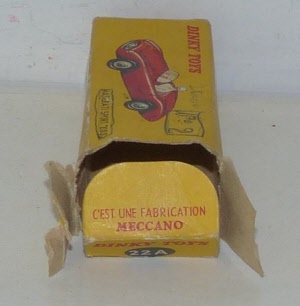 DINKY TOYS
C'EST UNE FABRICATION
MECCANO
DINKY TOYS
22A